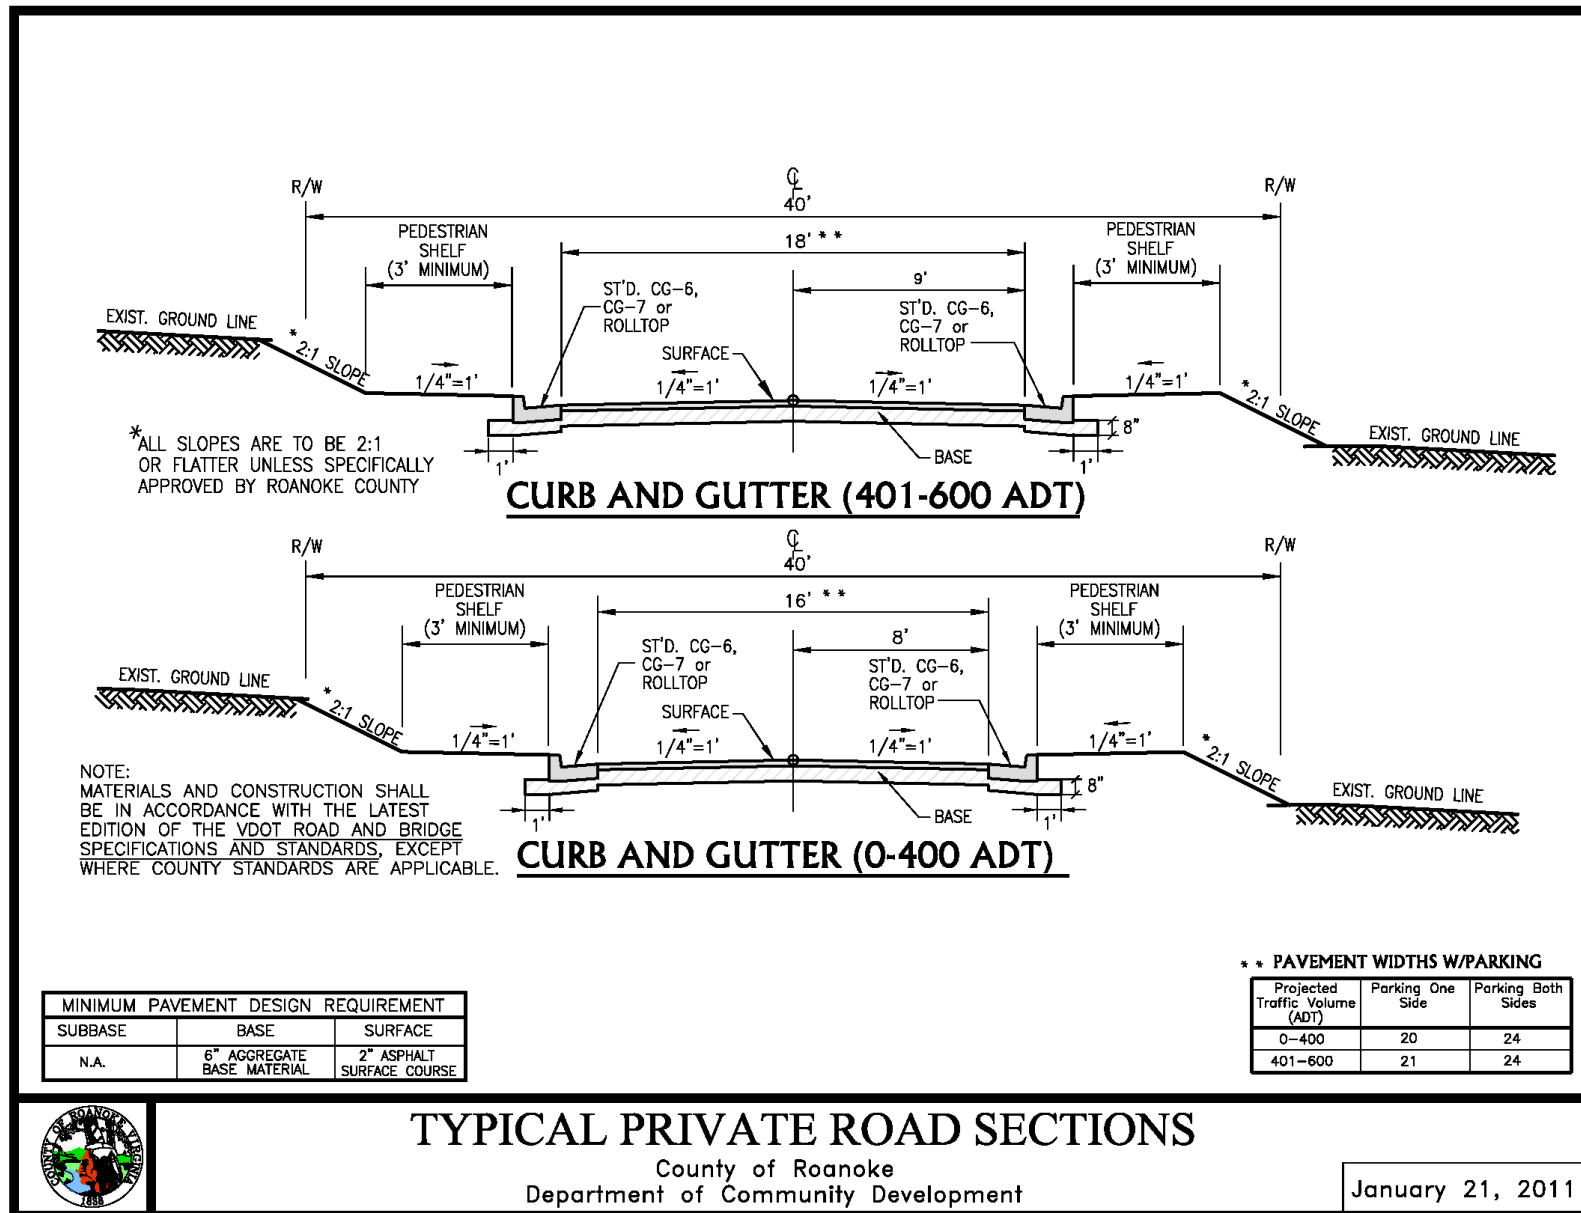 R/W
℄
40'
R/W
PEDESTRIAN
SHELF
(3' MINIMUM)
18' **
PEDESTRIAN
SHELF
(3' MINIMUM)
9'
ST'D. CG-6,
CG-7 or
ROLLTOP
ST'D. CG-6,
CG-7 or
ROLLTOP
EXIST. GROUND LINE
* 2:1 SLOPE
SURFACE
1/4"=1'
1/4"=1'
1/4"=1'
1/4"=1'
* 2:1 SLOPE
EXIST. GROUND LINE
8"
1'
BASE
1'
*ALL SLOPES ARE TO BE 2:1
OR FLATTER UNLESS SPECIFICALLY
APPROVED BY ROANOKE COUNTY
CURB AND GUTTER (401-600 ADT)
R/W
℄
40'
R/W
PEDESTRIAN
SHELF
(3' MINIMUM)
16' **
PEDESTRIAN
SHELF
(3' MINIMUM)
8'
ST'D. CG-6,
CG-7 or
ROLLTOP
ST'D. CG-6,
CG-7 or
ROLLTOP
EXIST. GROUND LINE
* 2:1 SLOPE
SURFACE
1/4"=1'
1/4"=1'
1/4"=1'
1/4"=1'
* 2:1 SLOPE
EXIST. GROUND LINE
8"
1'
BASE
1'
NOTE:
MATERIALS AND CONSTRUCTION SHALL
BE IN ACCORDANCE WITH THE LATEST
EDITION OF THE VDOT ROAD AND BRIDGE
SPECIFICATIONS AND STANDARDS, EXCEPT
WHERE COUNTY STANDARDS ARE APPLICABLE.
CURB AND GUTTER (0-400 ADT)
MINIMUM PAVEMENT DESIGN REQUIREMENT
SUBBASE BASE SURFACE
N.A. 6" AGGREGATE BASE MATERIAL 2" ASPHALT SURFACE COURSE
** PAVEMENT WIDTHS W/PARKING
Projected Traffic Volume (ADT) Parking One Side Parking Both Sides
0-400 20 24
401-600 21 24
COUNTY OF ROANOKE VIRGINIA
1838
TYPICAL PRIVATE ROAD SECTIONS
County of Roanoke
Department of Community Development
January 21, 2011